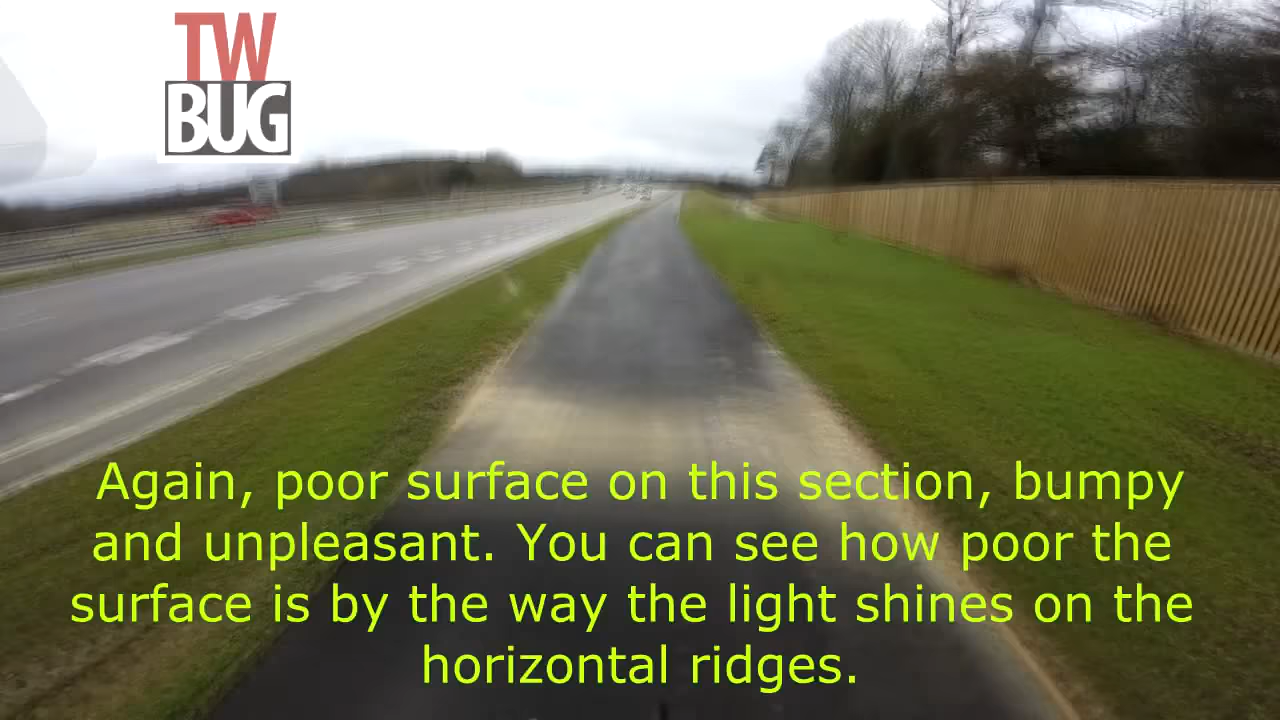 TW
BUG
Again, poor surface on this section, bumpy
and unpleasant. You can see how poor the
surface is by the way the light shines on the
horizontal ridges.